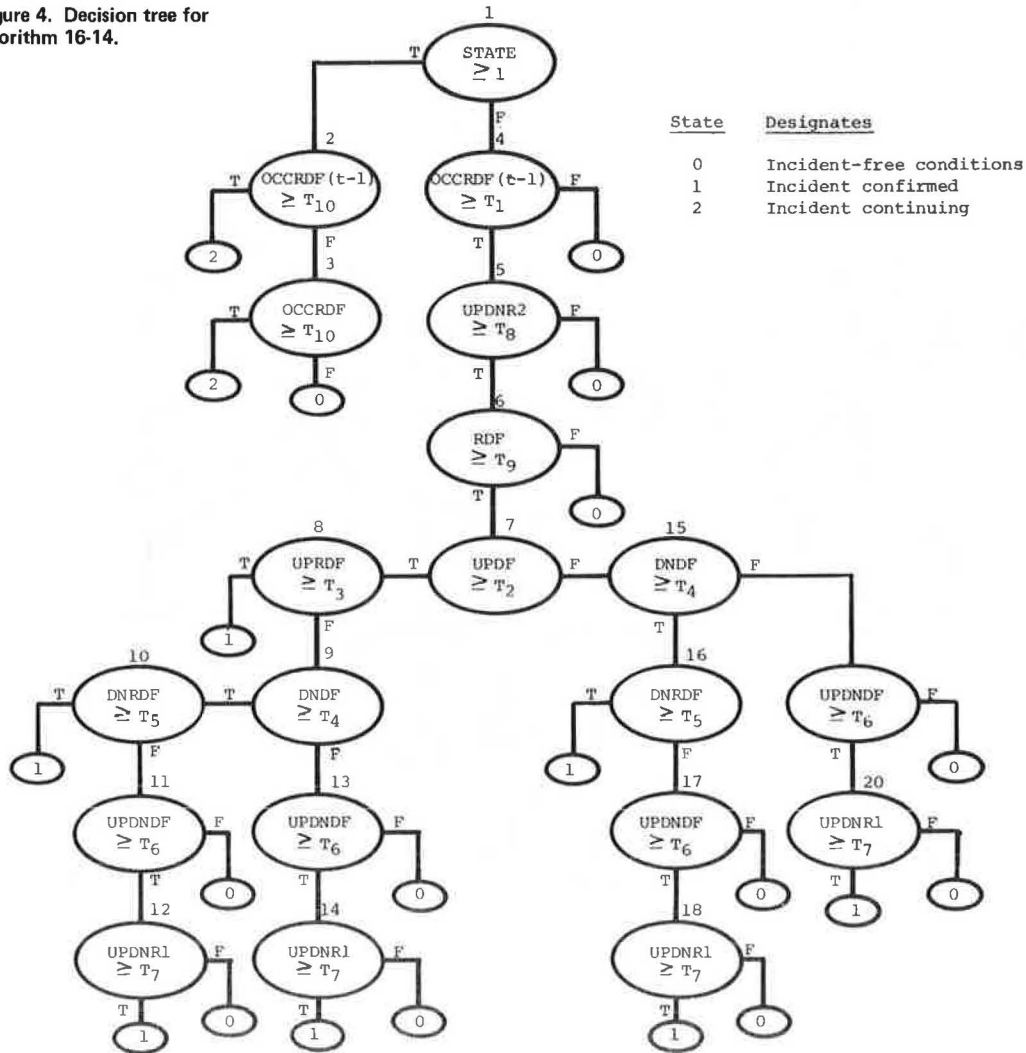 gure 4. Decision tree for
orithm 16-14.
1
T
STATE
≥ 1
F
State Designates
0 Incident-free conditions
1 Incident confirmed
2 Incident continuing
2
4
T
OCCRDF(t-1)
≥ T10
F
OCCRDF(t-1)
≥ T1
F
T
2
0
3
5
T
OCCRDF
≥ T10
F
UPDNR2
≥ T8
F
T
2
0
0
6
RDF
≥ T9
F
T
0
8
7
15
T
UPRDF
≥ T3
T
UPDF
≥ T2
F
DNDF
≥ T4
F
1
F
T
10
9
16
T
DNRDF
≥ T5
T
DNDF
≥ T4
T
DNRDF
≥ T5
UPDNDF
≥ T6
F
1
F
F
1
F
T
0
11
13
17
20
UPDNDF
≥ T6
F
UPDNDF
≥ T6
F
UPDNDF
≥ T6
F
UPDNR1
≥ T7
F
T
0
T
0
T
0
T
1
0
12
14
18
UPDNR1
≥ T7
F
UPDNR1
≥ T7
F
UPDNR1
≥ T7
F
T
1
0
T
1
0
T
1
0